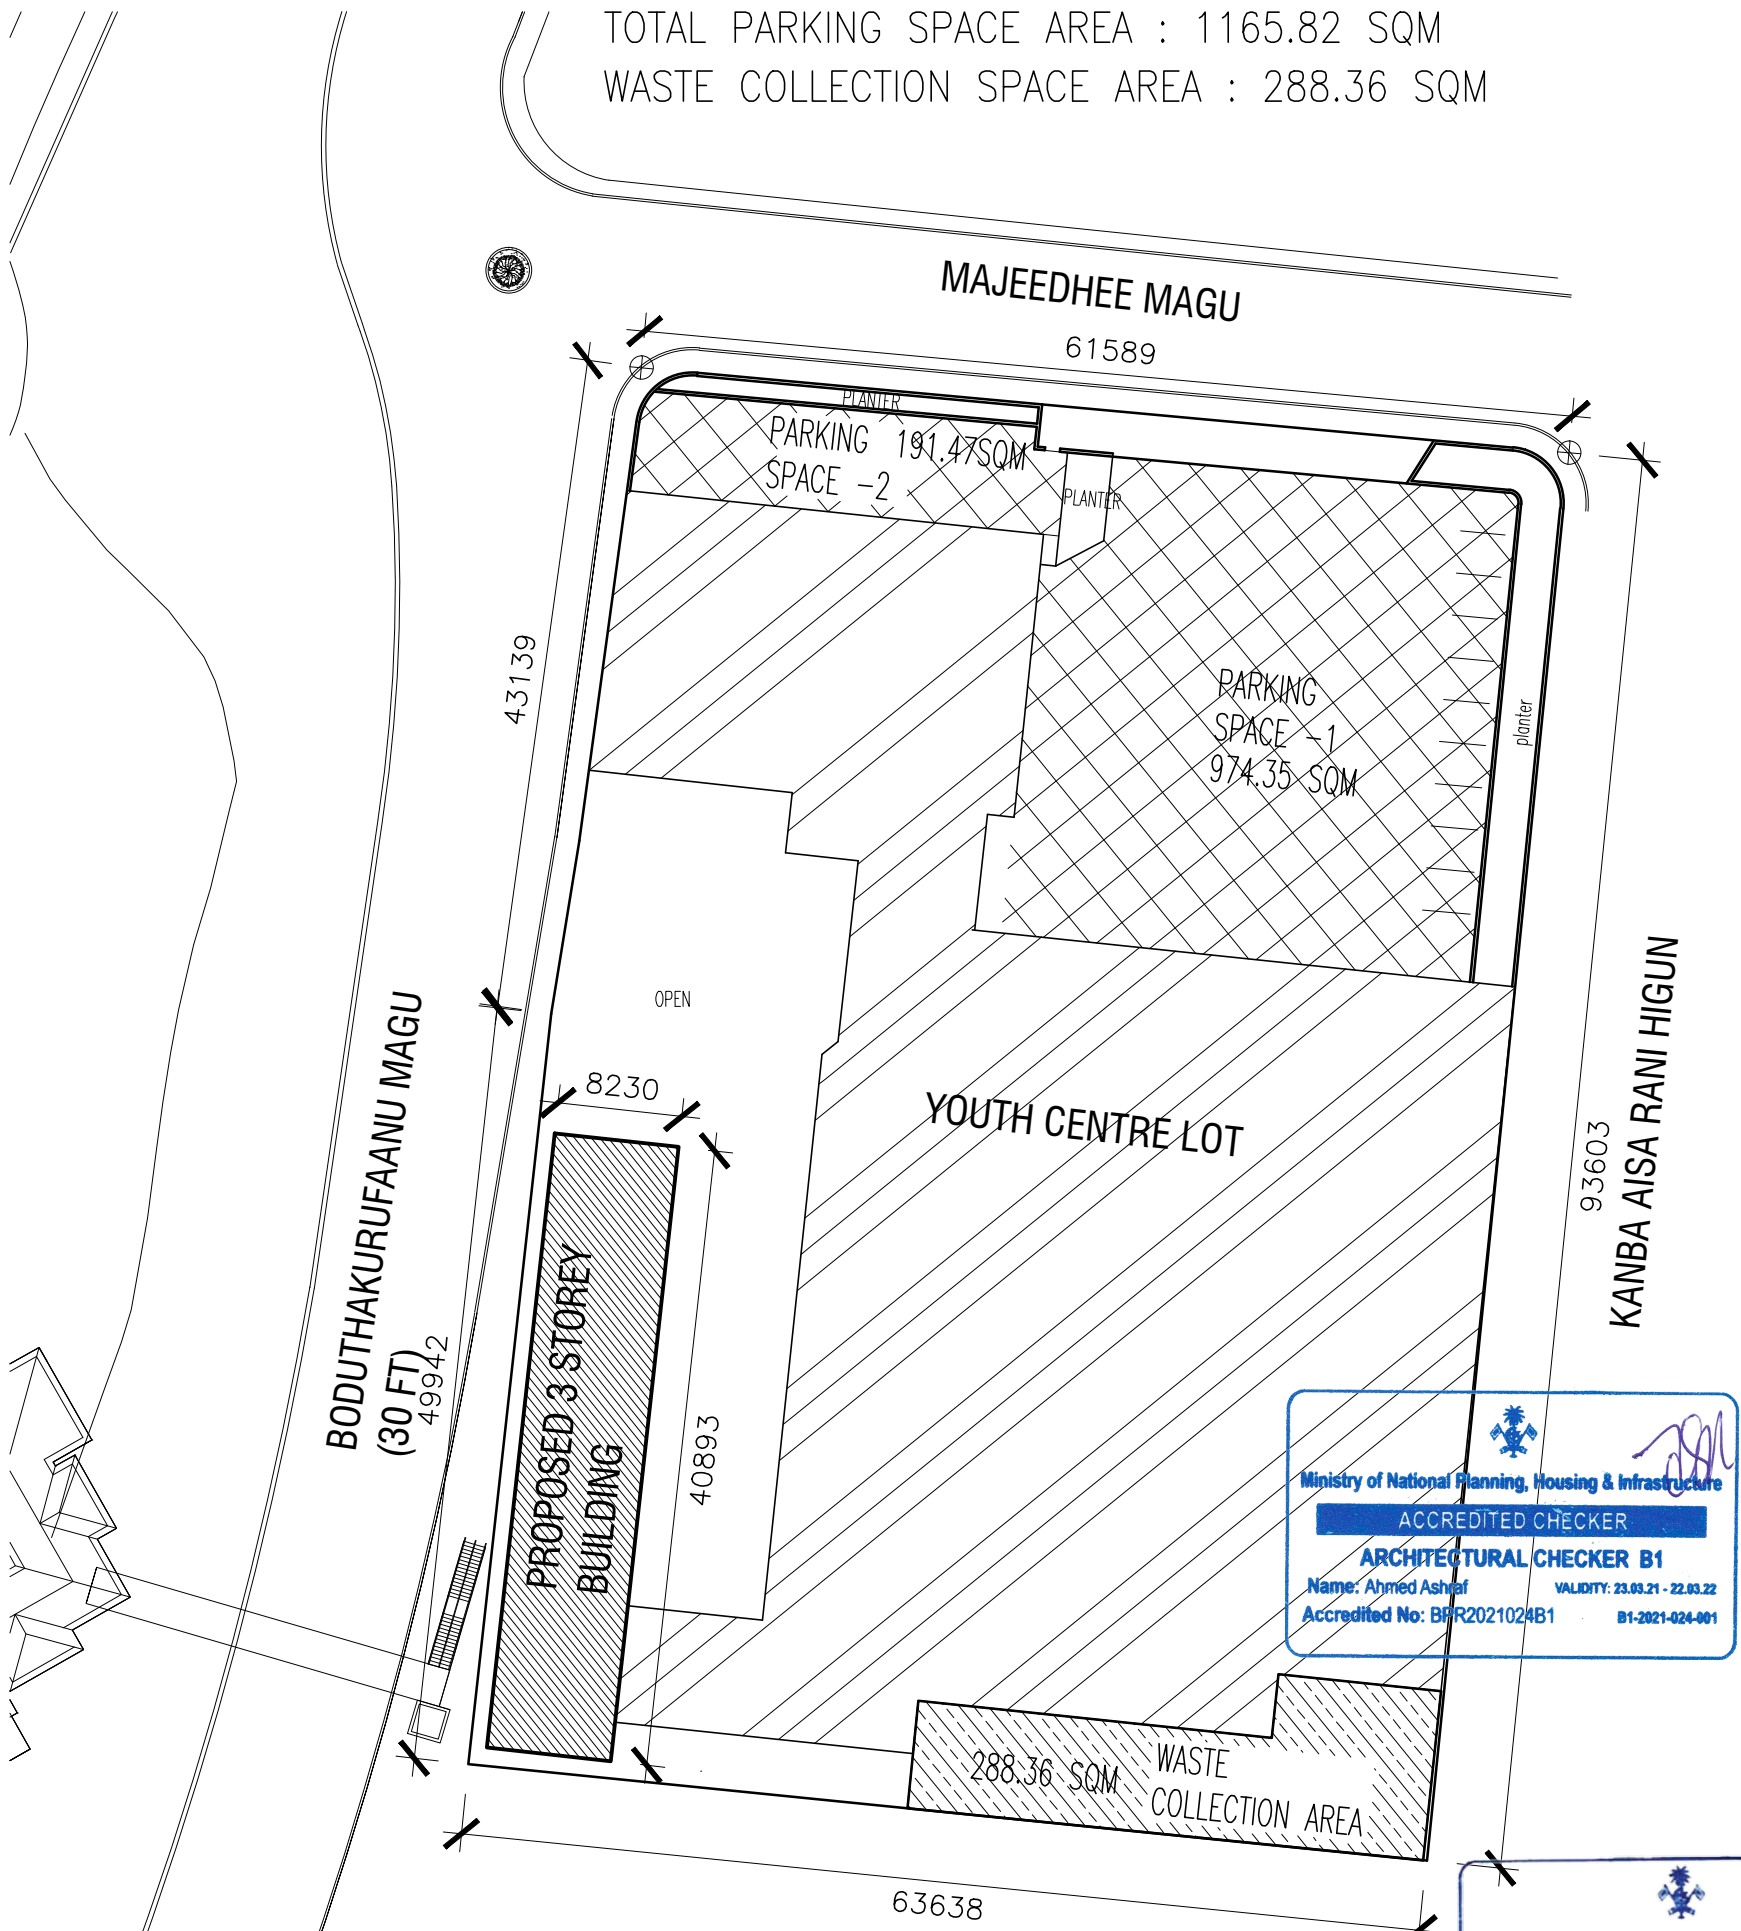 TOTAL PARKING SPACE AREA : 1165.82 SQM
WASTE COLLECTION SPACE AREA : 288.36 SQM
MAJEEDHEE MAGU
61589
PLANTER
PARKING 191.47SQM
SPACE -2
PLANTER
43139
PARKING
SPACE -1
974.35 SQM
planter
OPEN
8230
YOUTH CENTRE LOT
BODUTHAKURUFAANU MAGU
(30 FT)
49942
PROPOSED 3 STOREY
BUILDING
40893
93603
KANBA AISA RANI HIGUN
Ministry of National Planning, Housing & Infrastructure
ACCREDITED CHECKER
ARCHITECTURAL CHECKER B1
Name: Ahmed Ashraf VALIDITY: 23.03.21 - 22.03.22
Accredited No: BPR2021024B1 B1-2021-024-001
288.36 SQM
WASTE
COLLECTION AREA
63638